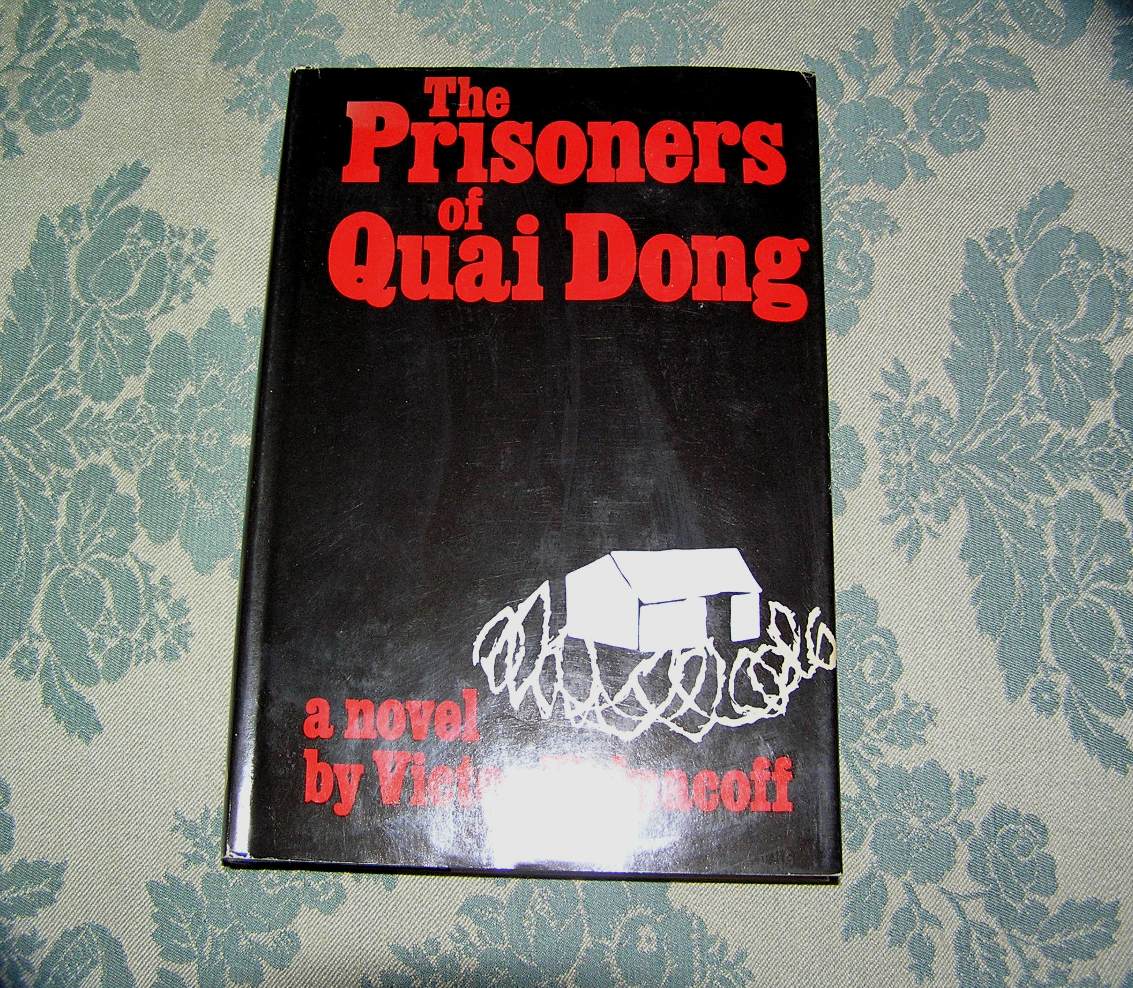 The
Prisoners
of
Quai Dong
a novel
by